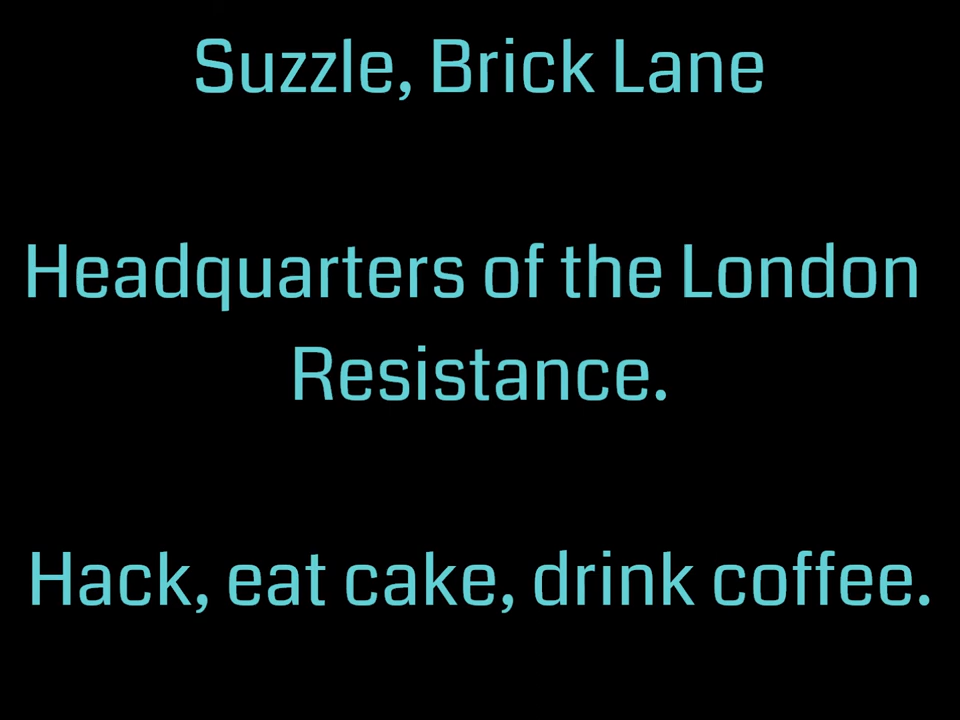 Suzzle, Brick Lane
Headquarters of the London
Resistance.
Hack, eat cake, drink coffee.